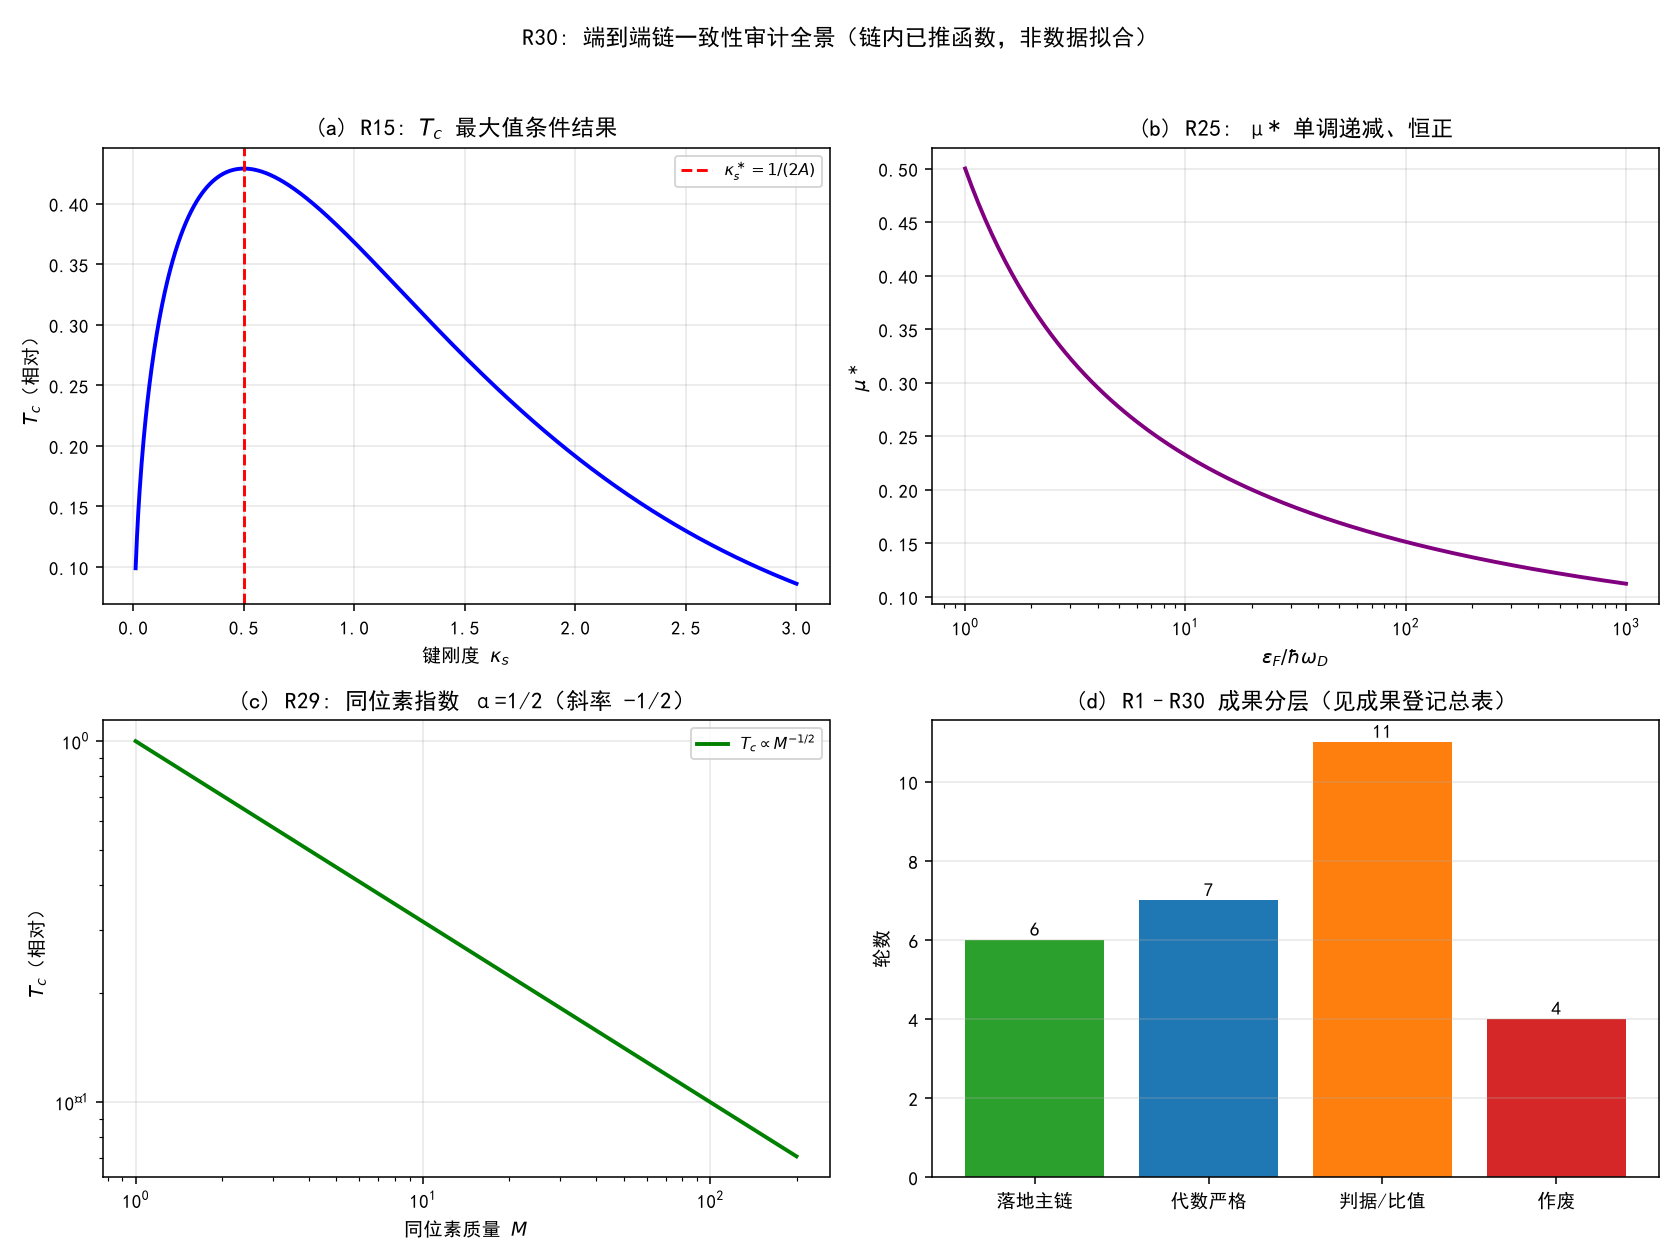 R30: 端到端链一致性审计全景（链内已推函数，非数据拟合）
(a) R15: T_c 最大值条件结果
κ_s^* = 1/(2A)
0.40
0.35
0.30
0.25
0.20
0.15
0.10
T_c（相对）
0.0 0.5 1.0 1.5 2.0 2.5 3.0
键刚度 κ_s
(b) R25: μ* 单调递减、恒正
0.50
0.45
0.40
0.35
0.30
0.25
0.20
0.15
0.10
μ*
10^0 10^1 10^2 10^3
ε_F/ħω_D
(c) R29: 同位素指数 α=1/2（斜率 -1/2）
T_c ∝ M^{-1/2}
10^0
T_c（相对）
10^0 10^1 10^2
同位素质量 M
(d) R1–R30 成果分层（见成果登记总表）
11
7
6
4
10
8
6
4
2
0
轮数
落地主链 代数严格 判据/比值 作废